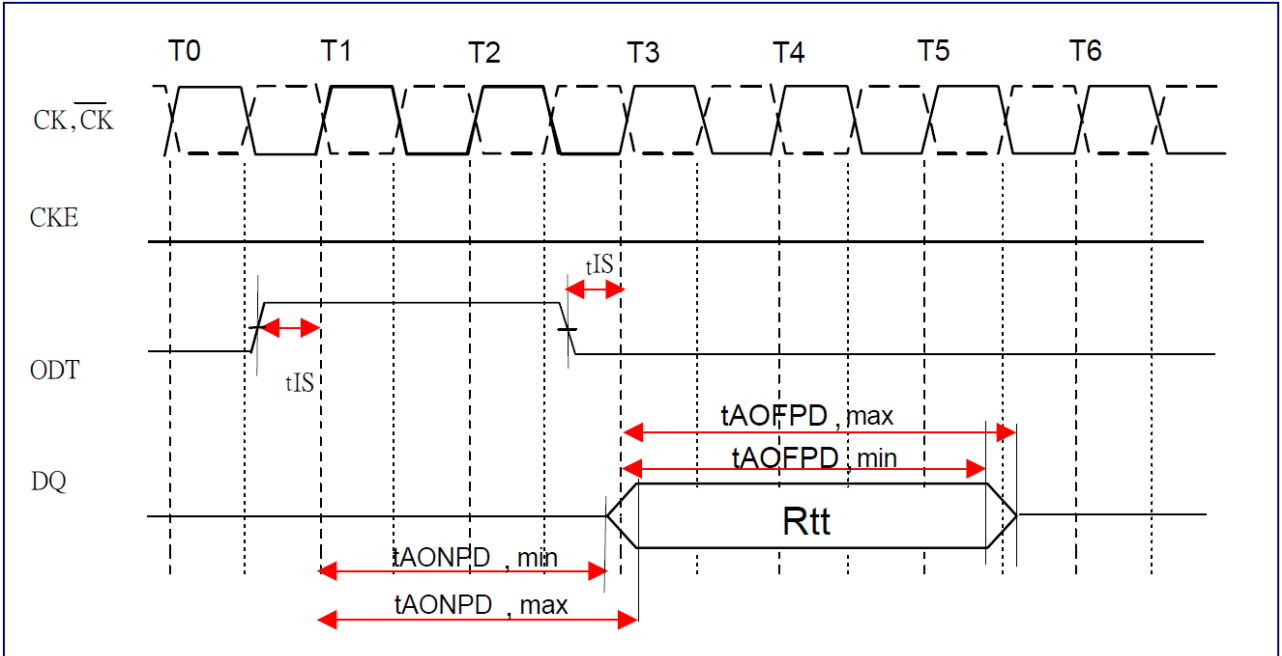 T0 T1 T2 T3 T4 T5 T6
CK, C̅K̅
CKE
tIS
ODT
tIS
tAOFPD , max
tAOFPD , min
DQ
Rtt
tAONPD , min
tAONPD , max